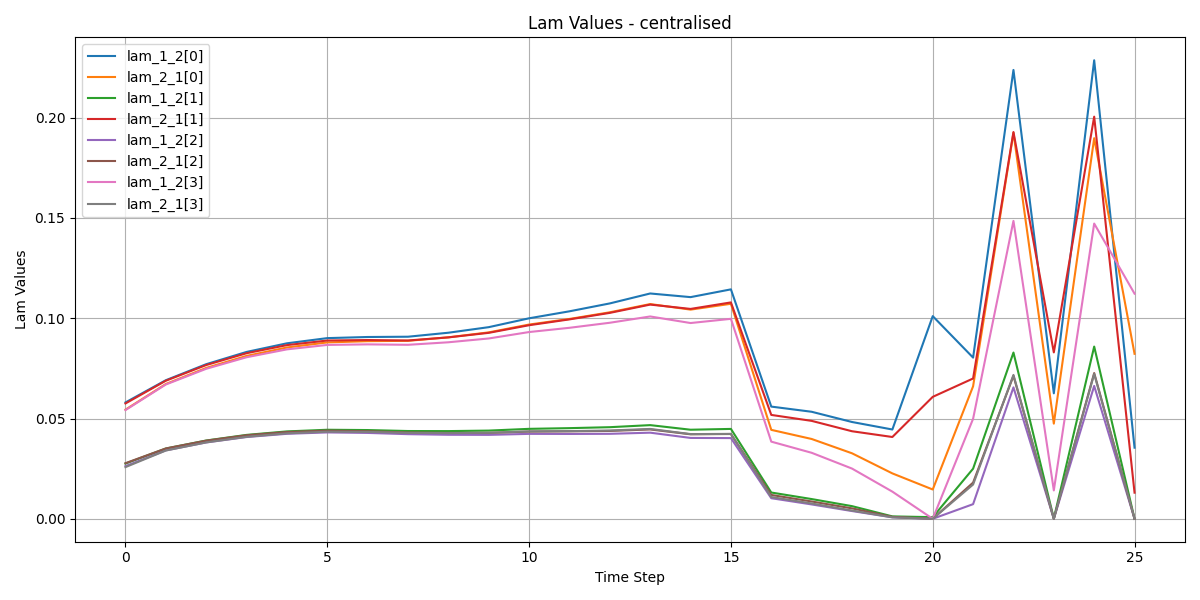 Lam Values - centralised
lam_1_2[0]
lam_2_1[0]
lam_1_2[1]
lam_2_1[1]
lam_1_2[2]
lam_2_1[2]
lam_1_2[3]
lam_2_1[3]
Lam Values
0.20
0.15
0.10
0.05
0.00
0 5 10 15 20 25
Time Step